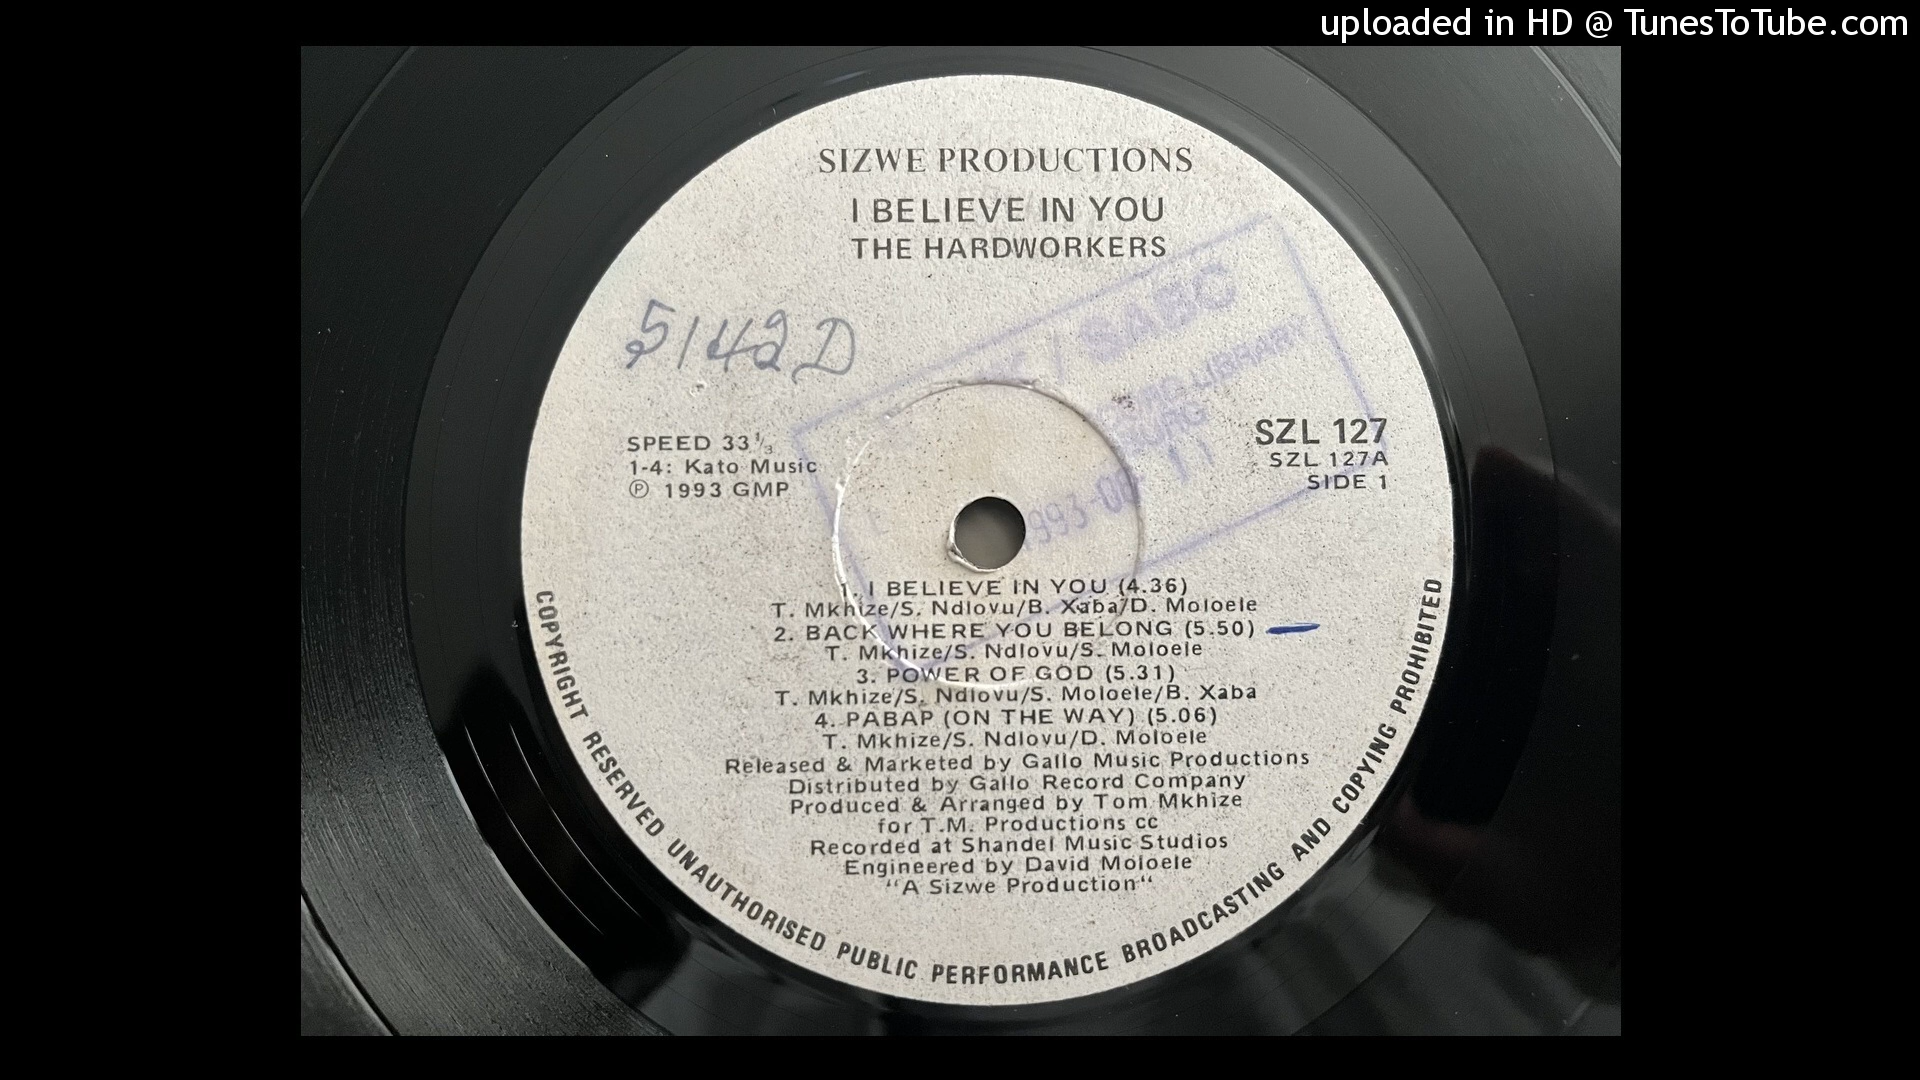 uploaded in HD @ TunesToTube.com
SIZWE PRODUCTIONS
I BELIEVE IN YOU
THE HARDWORKERS
5142D
/ SABC
LIBRARY
SPEED 33⅓
1-4: Kato Music
℗ 1993 GMP
SZL 127
SZL 127A
SIDE 1
1. I BELIEVE IN YOU (4.36)
T. Mkhize/S. Ndlovu/B. Xaba/D. Moloele
2. BACK WHERE YOU BELONG (5.50)
T. Mkhize/S. Ndlovu/S. Moloele
3. POWER OF GOD (5.31)
T. Mkhize/S. Ndlovu/S. Moloele/B. Xaba
4. PABAP (ON THE WAY) (5.06)
T. Mkhize/S. Ndlovu/D. Moloele
Released & Marketed by Gallo Music Productions
Distributed by Gallo Record Company
Produced & Arranged by Tom Mkhize
for T.M. Productions cc
Recorded at Shandel Music Studios
Engineered by David Moloele
“A Sizwe Production“
COPYRIGHT RESERVED UNAUTHORISED PUBLIC PERFORMANCE BROADCASTING AND COPYING PROHIBITED